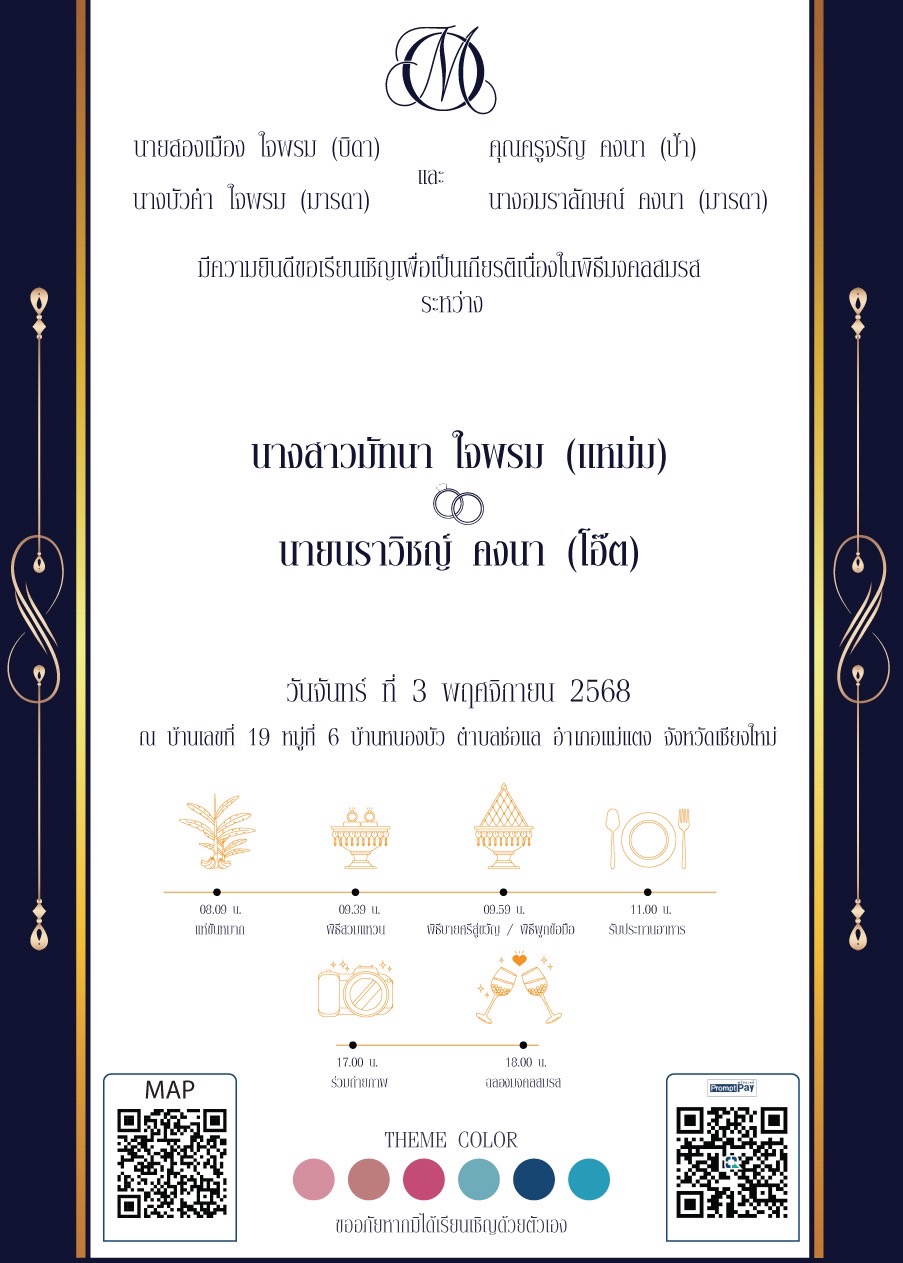 นายสองเมือง ใจพรม (บิดา)
นางบัวคำ ใจพรม (มารดา)
และ
คุณครูจรัญ คงนา (ป้า)
นางอมราลักษณ์ คงนา (มารดา)
มีความยินดีขอเรียนเชิญเพื่อเป็นเกียรติเนื่องในพิธีมงคลสมรส
ระหว่าง
นางสาวมัทนา ใจพรม (แหม่ม)
นายนราวิชญ์ คงนา (โอ๊ต)
วันจันทร์ ที่ 3 พฤศจิกายน 2568
ณ บ้านเลขที่ 19 หมู่ที่ 6 บ้านหนองบัว ตำบลช่อแล อำเภอแม่แตง จังหวัดเชียงใหม่
08.09 น.
แห่ขันหมาก
09.39 น.
พิธีสวมแหวน
09.59 น.
พิธีบายศรีสู่ขวัญ / พิธีผูกข้อมือ
11.00 น.
รับประทานอาหาร
17.00 น.
ร่วมถ่ายภาพ
18.00 น.
ฉลองมงคลสมรส
MAP
PromptPay
THEME COLOR
ขออภัยหากมิได้เรียนเชิญด้วยตัวเอง